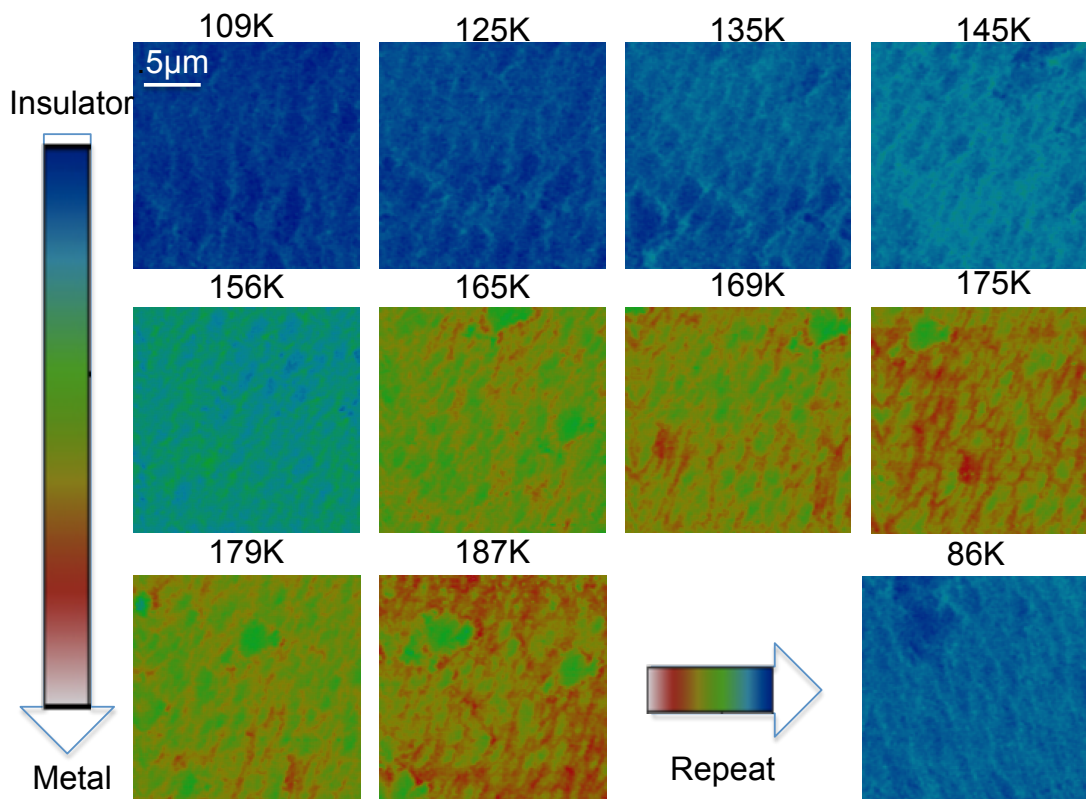 109K
125K
135K
145K
.5μm
Insulator
156K
165K
169K
175K
179K
187K
86K
Repeat
Metal